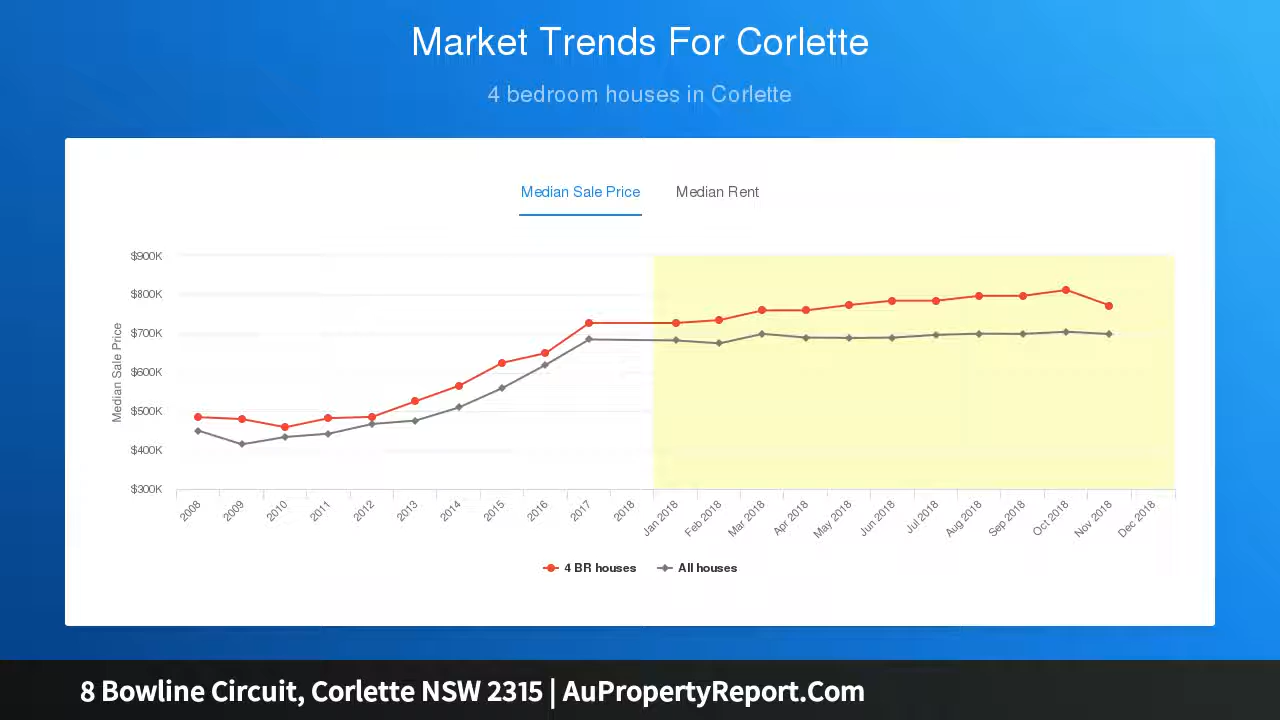 Market Trends For Corlette
4 bedroom houses in Corlette
Median Sale Price Median Rent
Median Sale Price
$900K
$800K
$700K
$600K
$500K
$400K
$300K
2008 2009 2010 2011 2012 2013 2014 2015 2016 2017 2018 Jan 2018 Feb 2018 Mar 2018 Apr 2018 May 2018 Jun 2018 Jul 2018 Aug 2018 Sep 2018 Oct 2018 Nov 2018 Dec 2018
4 BR houses All houses
8 Bowline Circuit, Corlette NSW 2315 | AuPropertyReport.Com